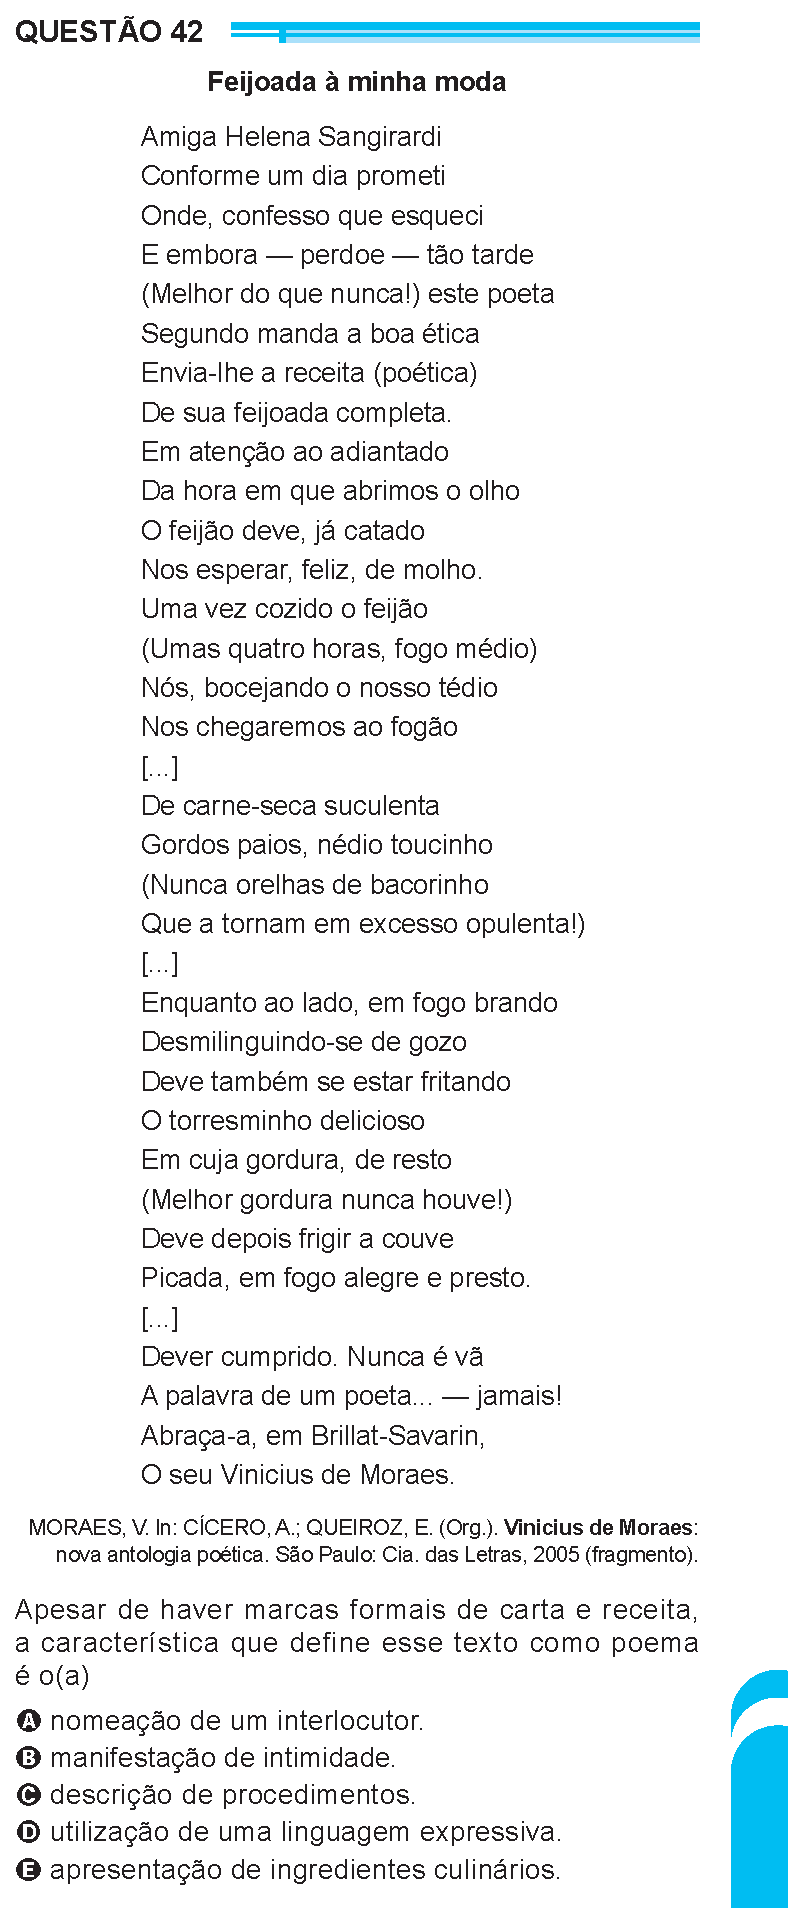 QUESTÃO 42
Feijoada à minha moda
Amiga Helena Sangirardi
Conforme um dia prometi
Onde, confesso que esqueci
E embora — perdoe — tão tarde
(Melhor do que nunca!) este poeta
Segundo manda a boa ética
Envia-lhe a receita (poética)
De sua feijoada completa.
Em atenção ao adiantado
Da hora em que abrimos o olho
O feijão deve, já catado
Nos esperar, feliz, de molho.
Uma vez cozido o feijão
(Umas quatro horas, fogo médio)
Nós, bocejando o nosso tédio
Nos chegaremos ao fogão
[...]
De carne-seca suculenta
Gordos paios, nédio toucinho
(Nunca orelhas de bacorinho
Que a tornam em excesso opulenta!)
[...]
Enquanto ao lado, em fogo brando
Desmilinguindo-se de gozo
Deve também se estar fritando
O torresminho delicioso
Em cuja gordura, de resto
(Melhor gordura nunca houve!)
Deve depois frigir a couve
Picada, em fogo alegre e presto.
[...]
Dever cumprido. Nunca é vã
A palavra de um poeta... — jamais!
Abraça-a, em Brillat-Savarin,
O seu Vinicius de Moraes.
MORAES, V. In: CÍCERO, A.; QUEIROZ, E. (Org.). Vinicius de Moraes:
nova antologia poética. São Paulo: Cia. das Letras, 2005 (fragmento).
Apesar de haver marcas formais de carta e receita,
a característica que define esse texto como poema
é o(a)
A nomeação de um interlocutor.
B manifestação de intimidade.
C descrição de procedimentos.
D utilização de uma linguagem expressiva.
E apresentação de ingredientes culinários.